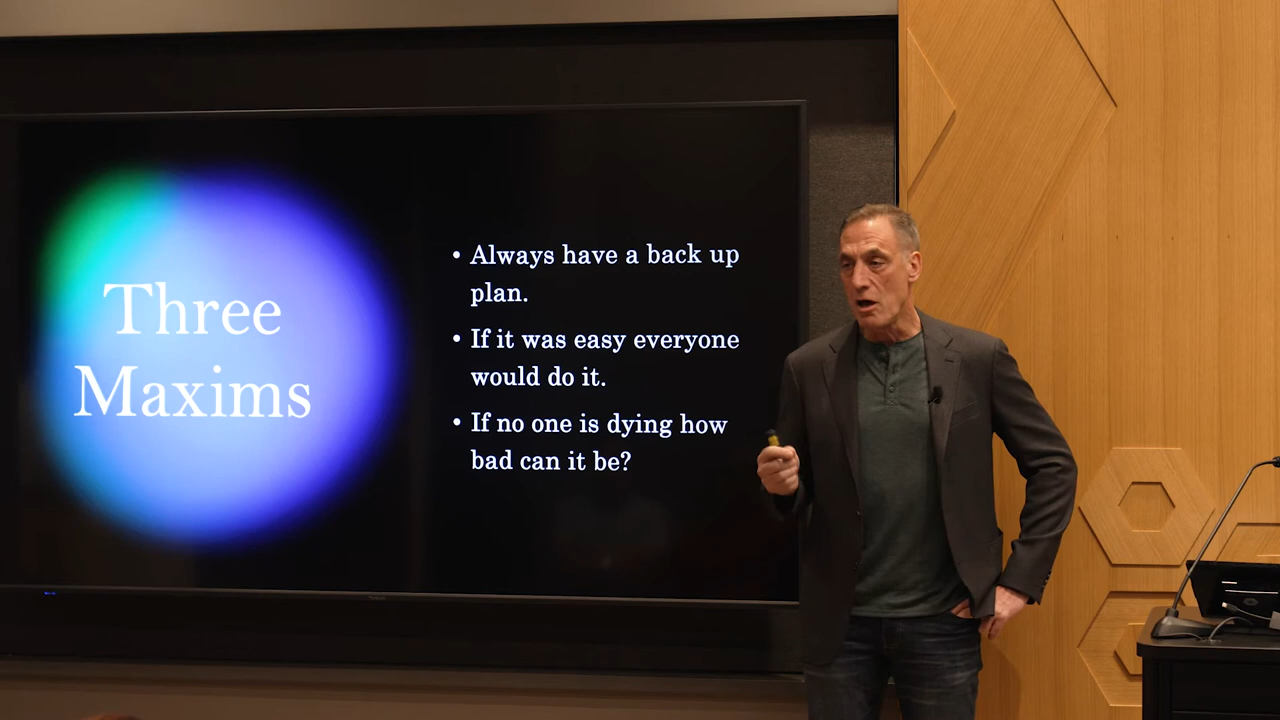 Three
Maxims
• Always have a back up
plan.
• If it was easy everyone
would do it.
• If no one is dying how
bad can it be?